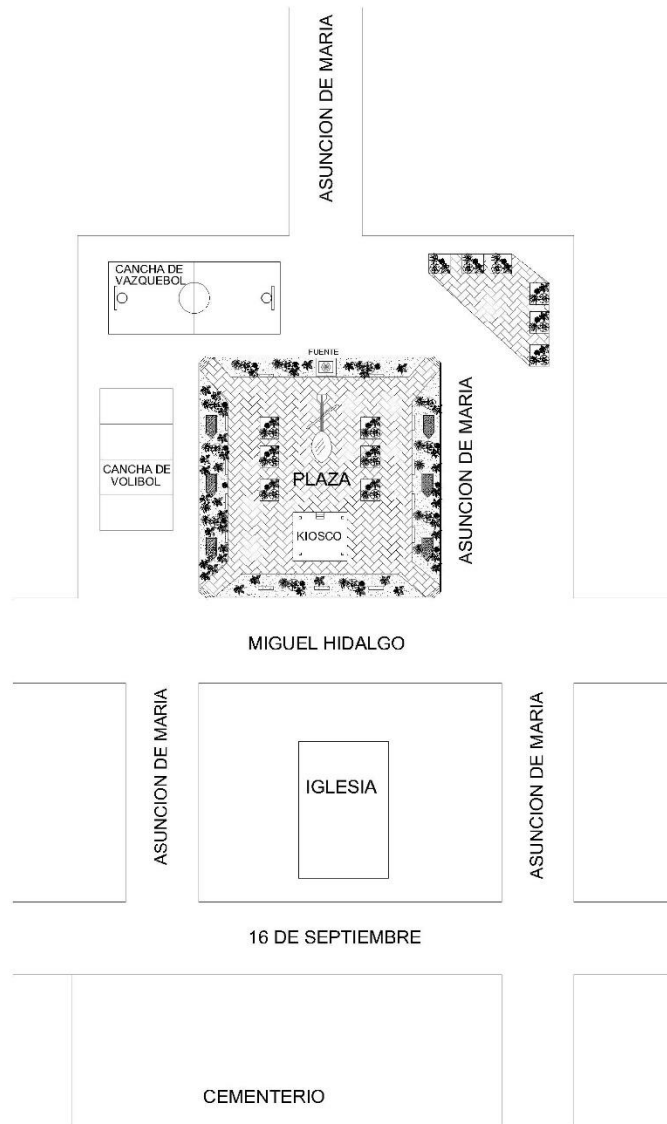 ASUNCION DE MARIA
CANCHA DE
VAZQUEBOL
FUENTE
ASUNCION DE MARIA
CANCHA DE
VOLIBOL
PLAZA
KIOSCO
MIGUEL HIDALGO
ASUNCION DE MARIA
IGLESIA
ASUNCION DE MARIA
16 DE SEPTIEMBRE
CEMENTERIO